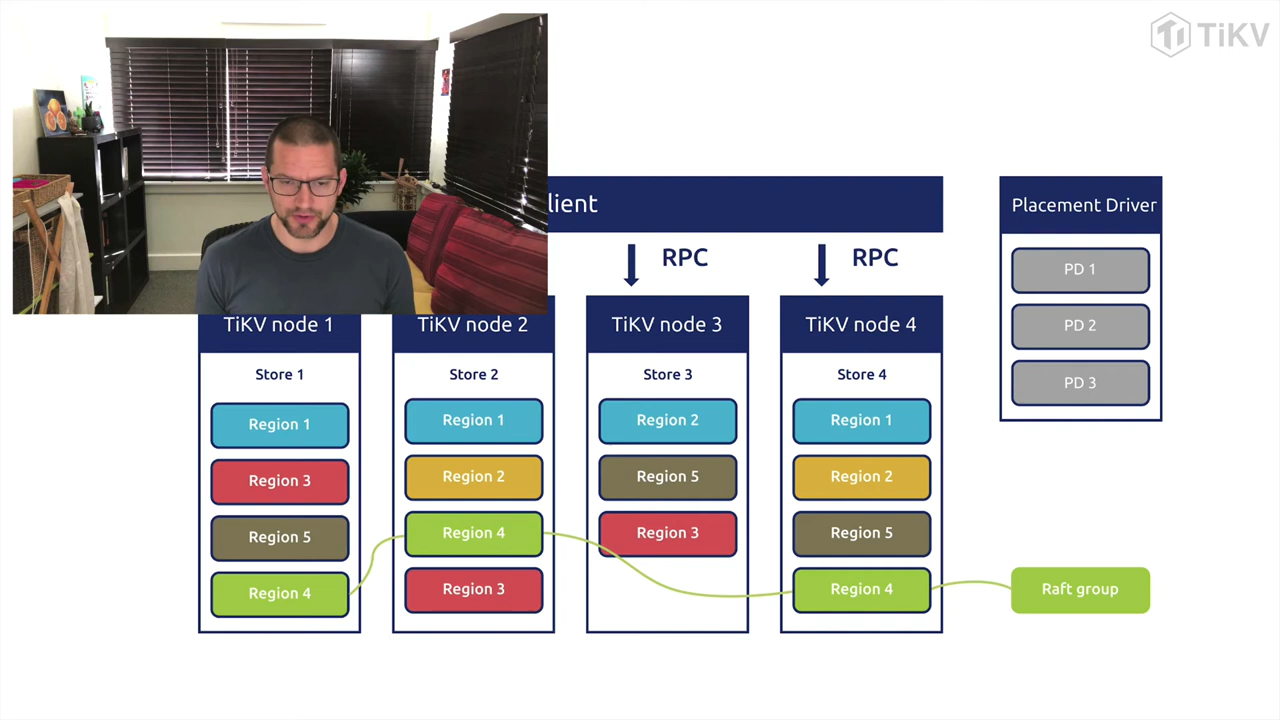 TiKV
lient
Placement Driver
RPC
RPC
PD 1
PD 2
PD 3
TiKV node 1
TiKV node 2
TiKV node 3
TiKV node 4
Store 1
Store 2
Store 3
Store 4
Region 1
Region 1
Region 2
Region 1
Region 3
Region 2
Region 5
Region 2
Region 5
Region 4
Region 3
Region 5
Region 4
Region 3
Region 4
Raft group